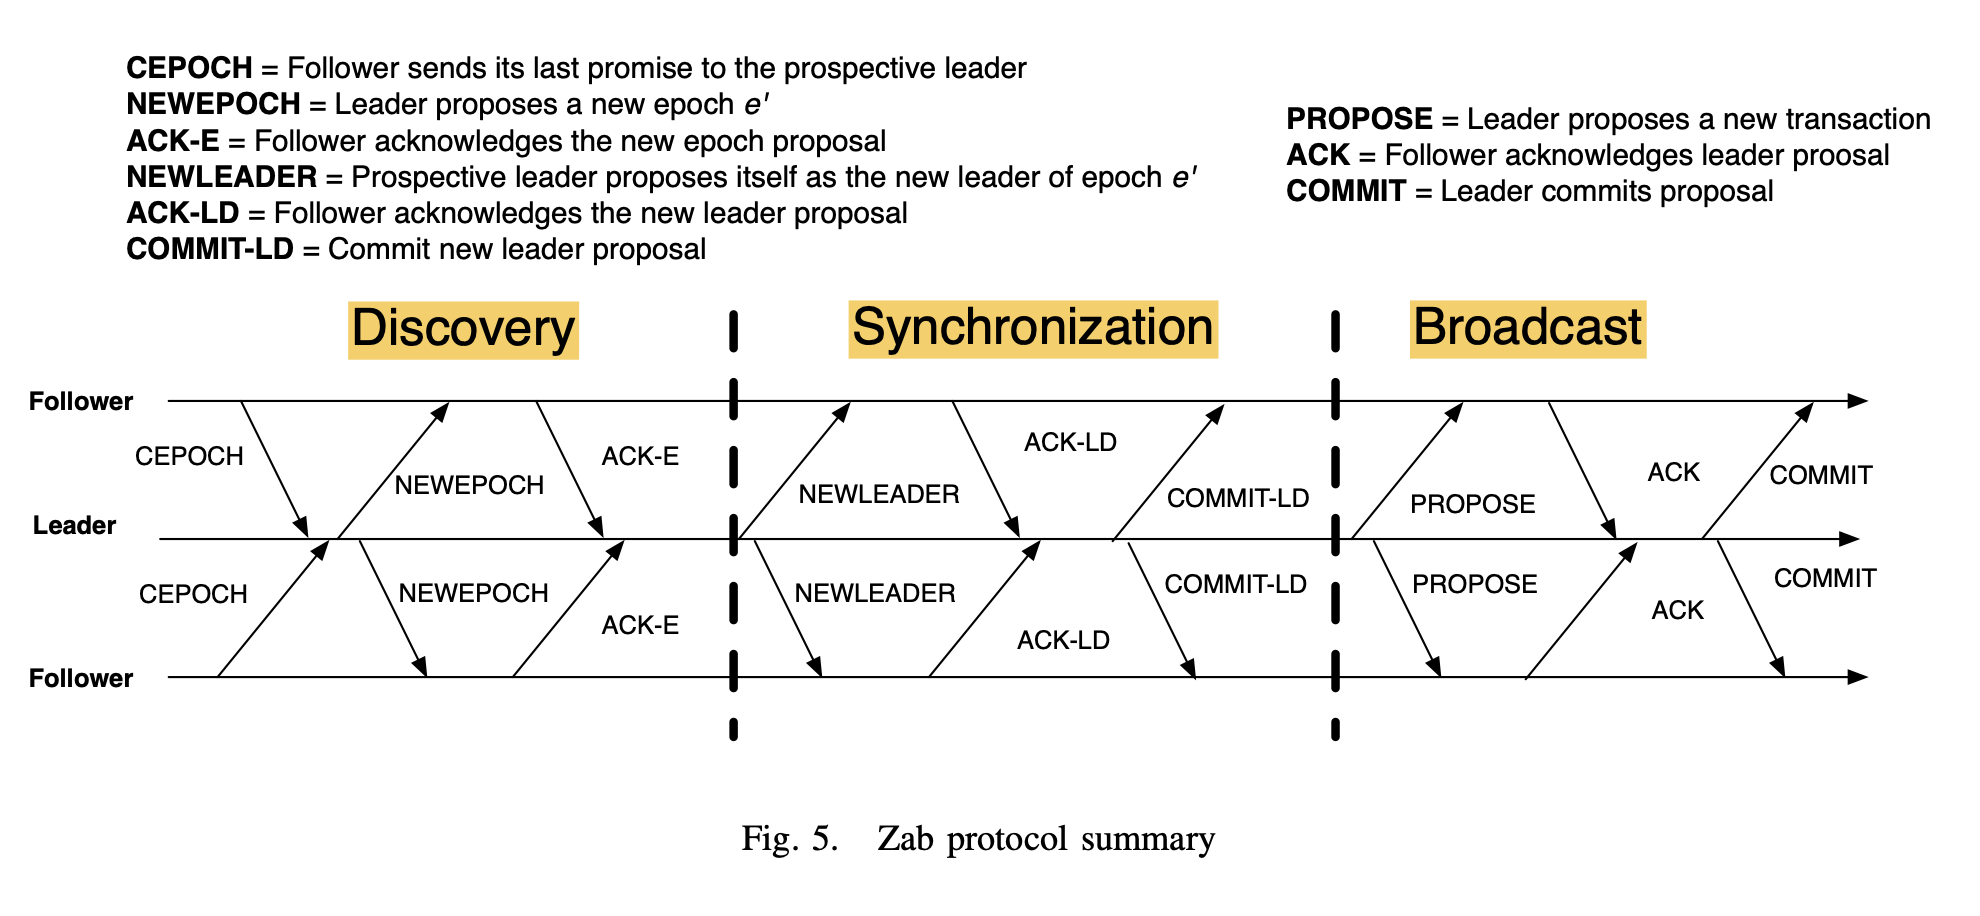 CEPOCH = Follower sends its last promise to the prospective leader
NEWEPOCH = Leader proposes a new epoch e'
ACK-E = Follower acknowledges the new epoch proposal
NEWLEADER = Prospective leader proposes itself as the new leader of epoch e'
ACK-LD = Follower acknowledges the new leader proposal
COMMIT-LD = Commit new leader proposal
PROPOSE = Leader proposes a new transaction
ACK = Follower acknowledges leader proosal
COMMIT = Leader commits proposal
Discovery
Synchronization
Broadcast
Follower
CEPOCH
NEWEPOCH
ACK-E
NEWLEADER
ACK-LD
COMMIT-LD
PROPOSE
ACK
COMMIT
Leader
CEPOCH
NEWEPOCH
ACK-E
NEWLEADER
ACK-LD
COMMIT-LD
PROPOSE
ACK
COMMIT
Follower
Fig. 5. Zab protocol summary